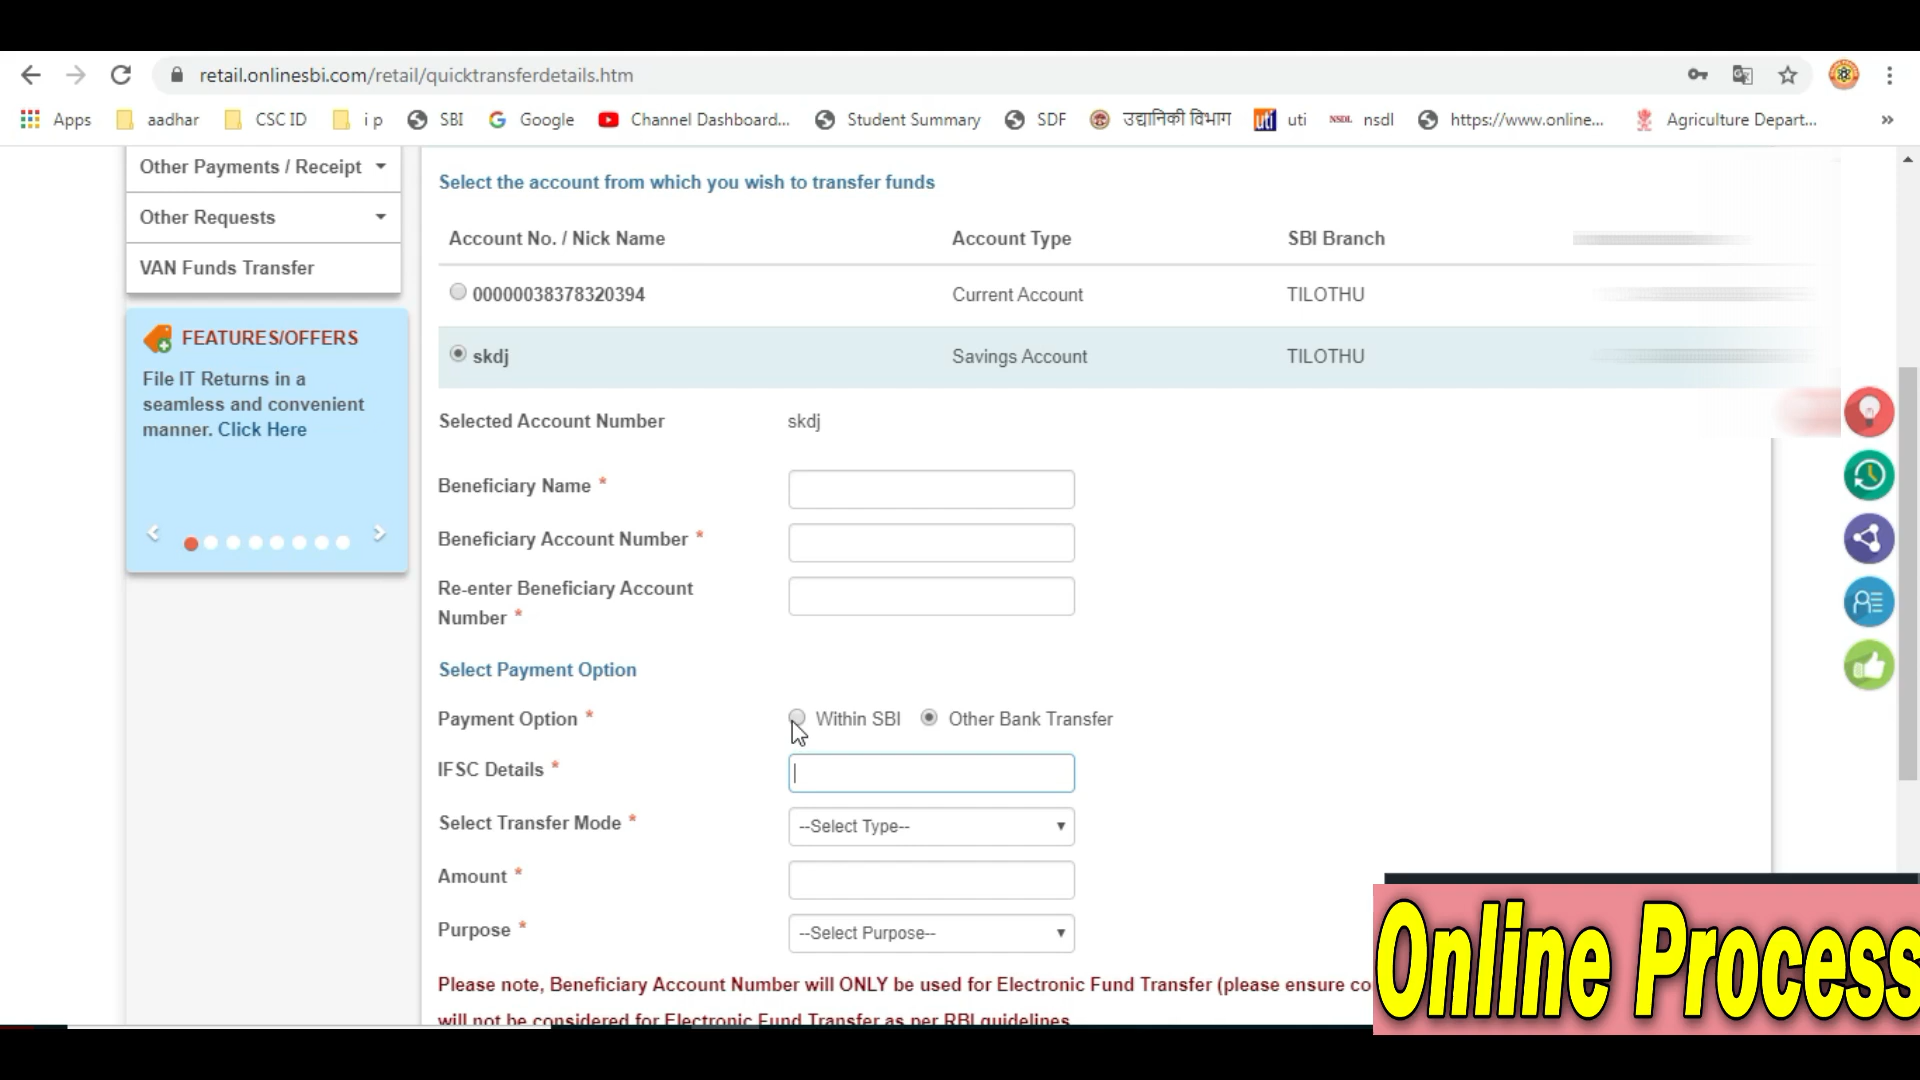 retail.onlinesbi.com/retail/quicktransferdetails.htm
Apps aadhar CSC ID i p SBI Google Channel Dashboard... Student Summary SDF उद्यानिकी विभाग uti uti NSDL nsdl https://www.online... Agriculture Depart... »
Other Payments / Receipt
Other Requests
VAN Funds Transfer
FEATURES/OFFERS
File IT Returns in a
seamless and convenient
manner. Click Here
Select the account from which you wish to transfer funds
Account No. / Nick Name Account Type SBI Branch
00000038378320394 Current Account TILOTHU
skdj Savings Account TILOTHU
Selected Account Number skdj
Beneficiary Name *
Beneficiary Account Number *
Re-enter Beneficiary Account
Number *
Select Payment Option
Payment Option * Within SBI Other Bank Transfer
IFSC Details *
Select Transfer Mode * --Select Type--
Amount *
Purpose * --Select Purpose--
Please note, Beneficiary Account Number will ONLY be used for Electronic Fund Transfer (please ensure co
will not be considered for Electronic Fund Transfer as per RBI guidelines
Online Process